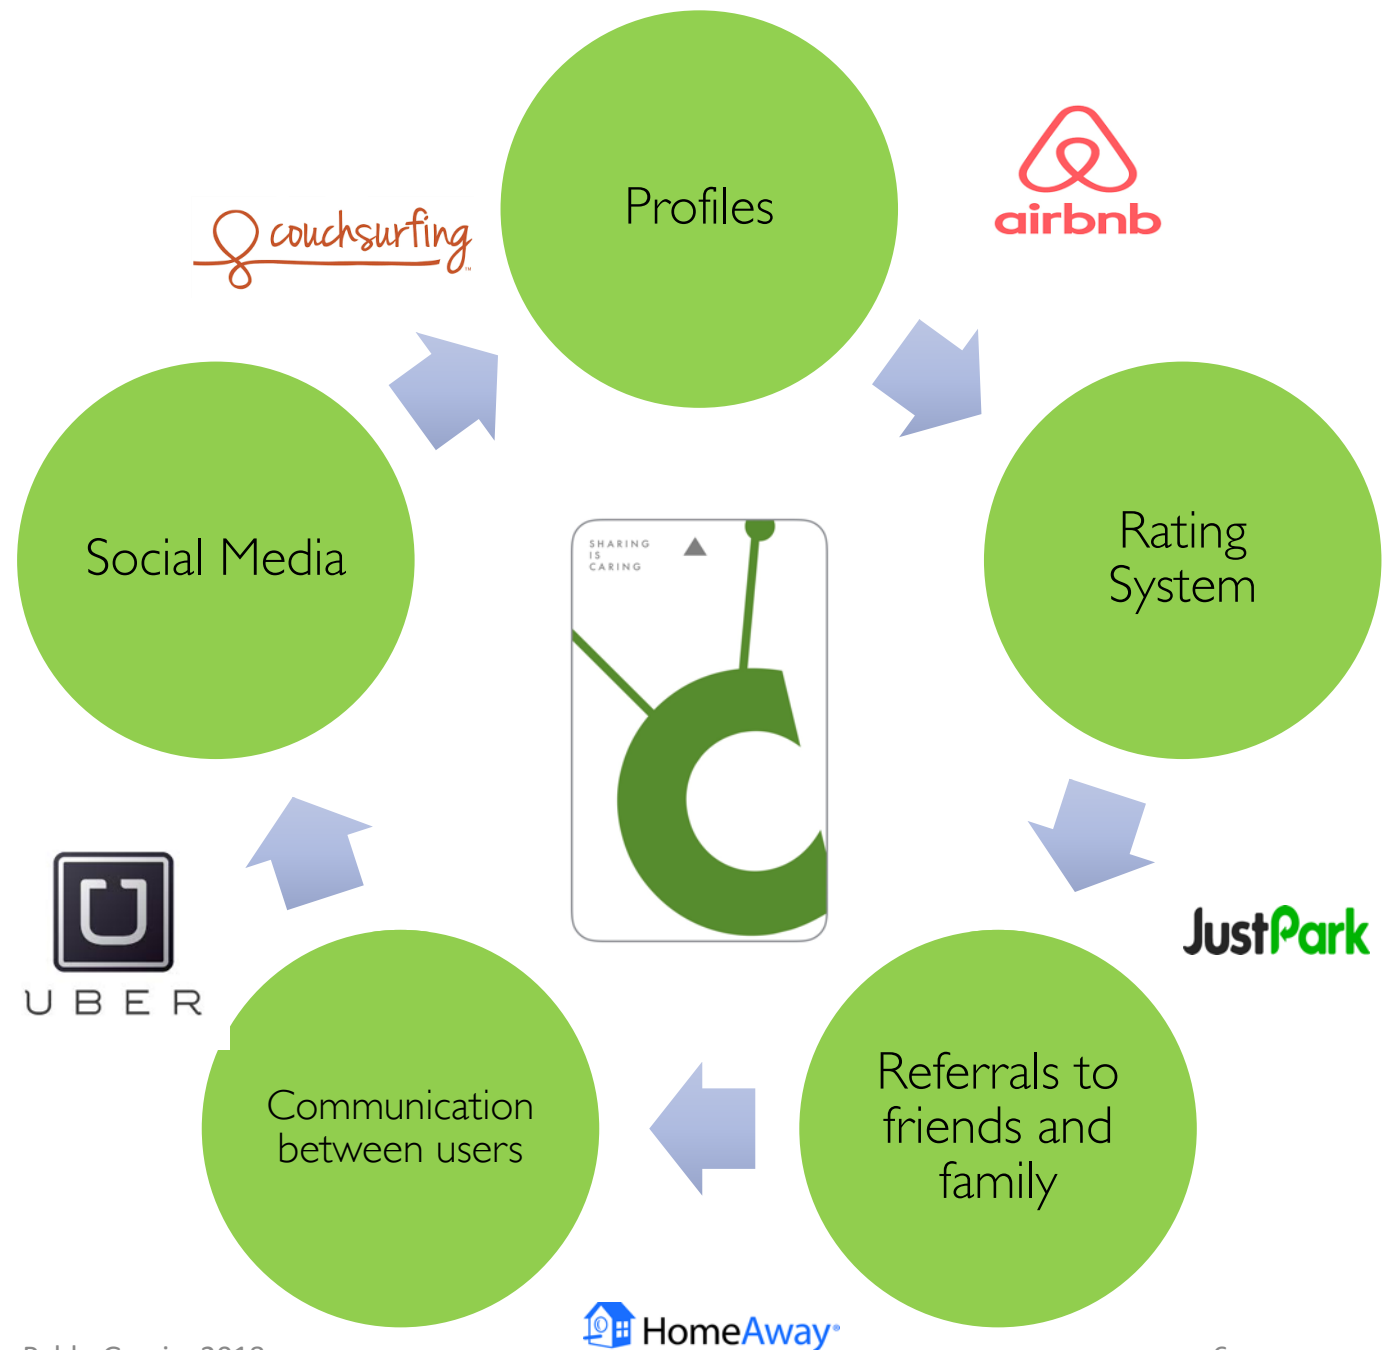 Profiles
airbnb
couchsurfing
Rating
System
Social Media
SHARING
IS
CARING
JustPark
UBER
Referrals to
friends and
family
Communication
between users
HomeAway